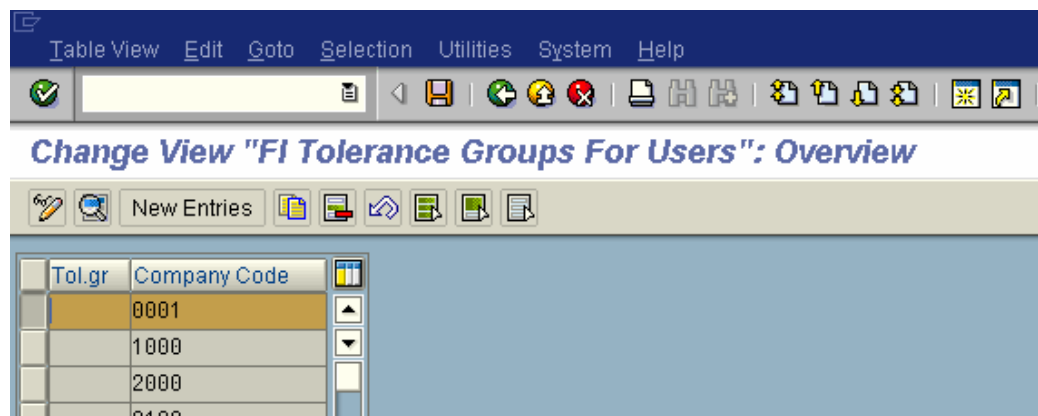 Table View Edit Goto Selection Utilities System Help
Change View "FI Tolerance Groups For Users": Overview
New Entries
Tol.gr Company Code
0001
1000
2000